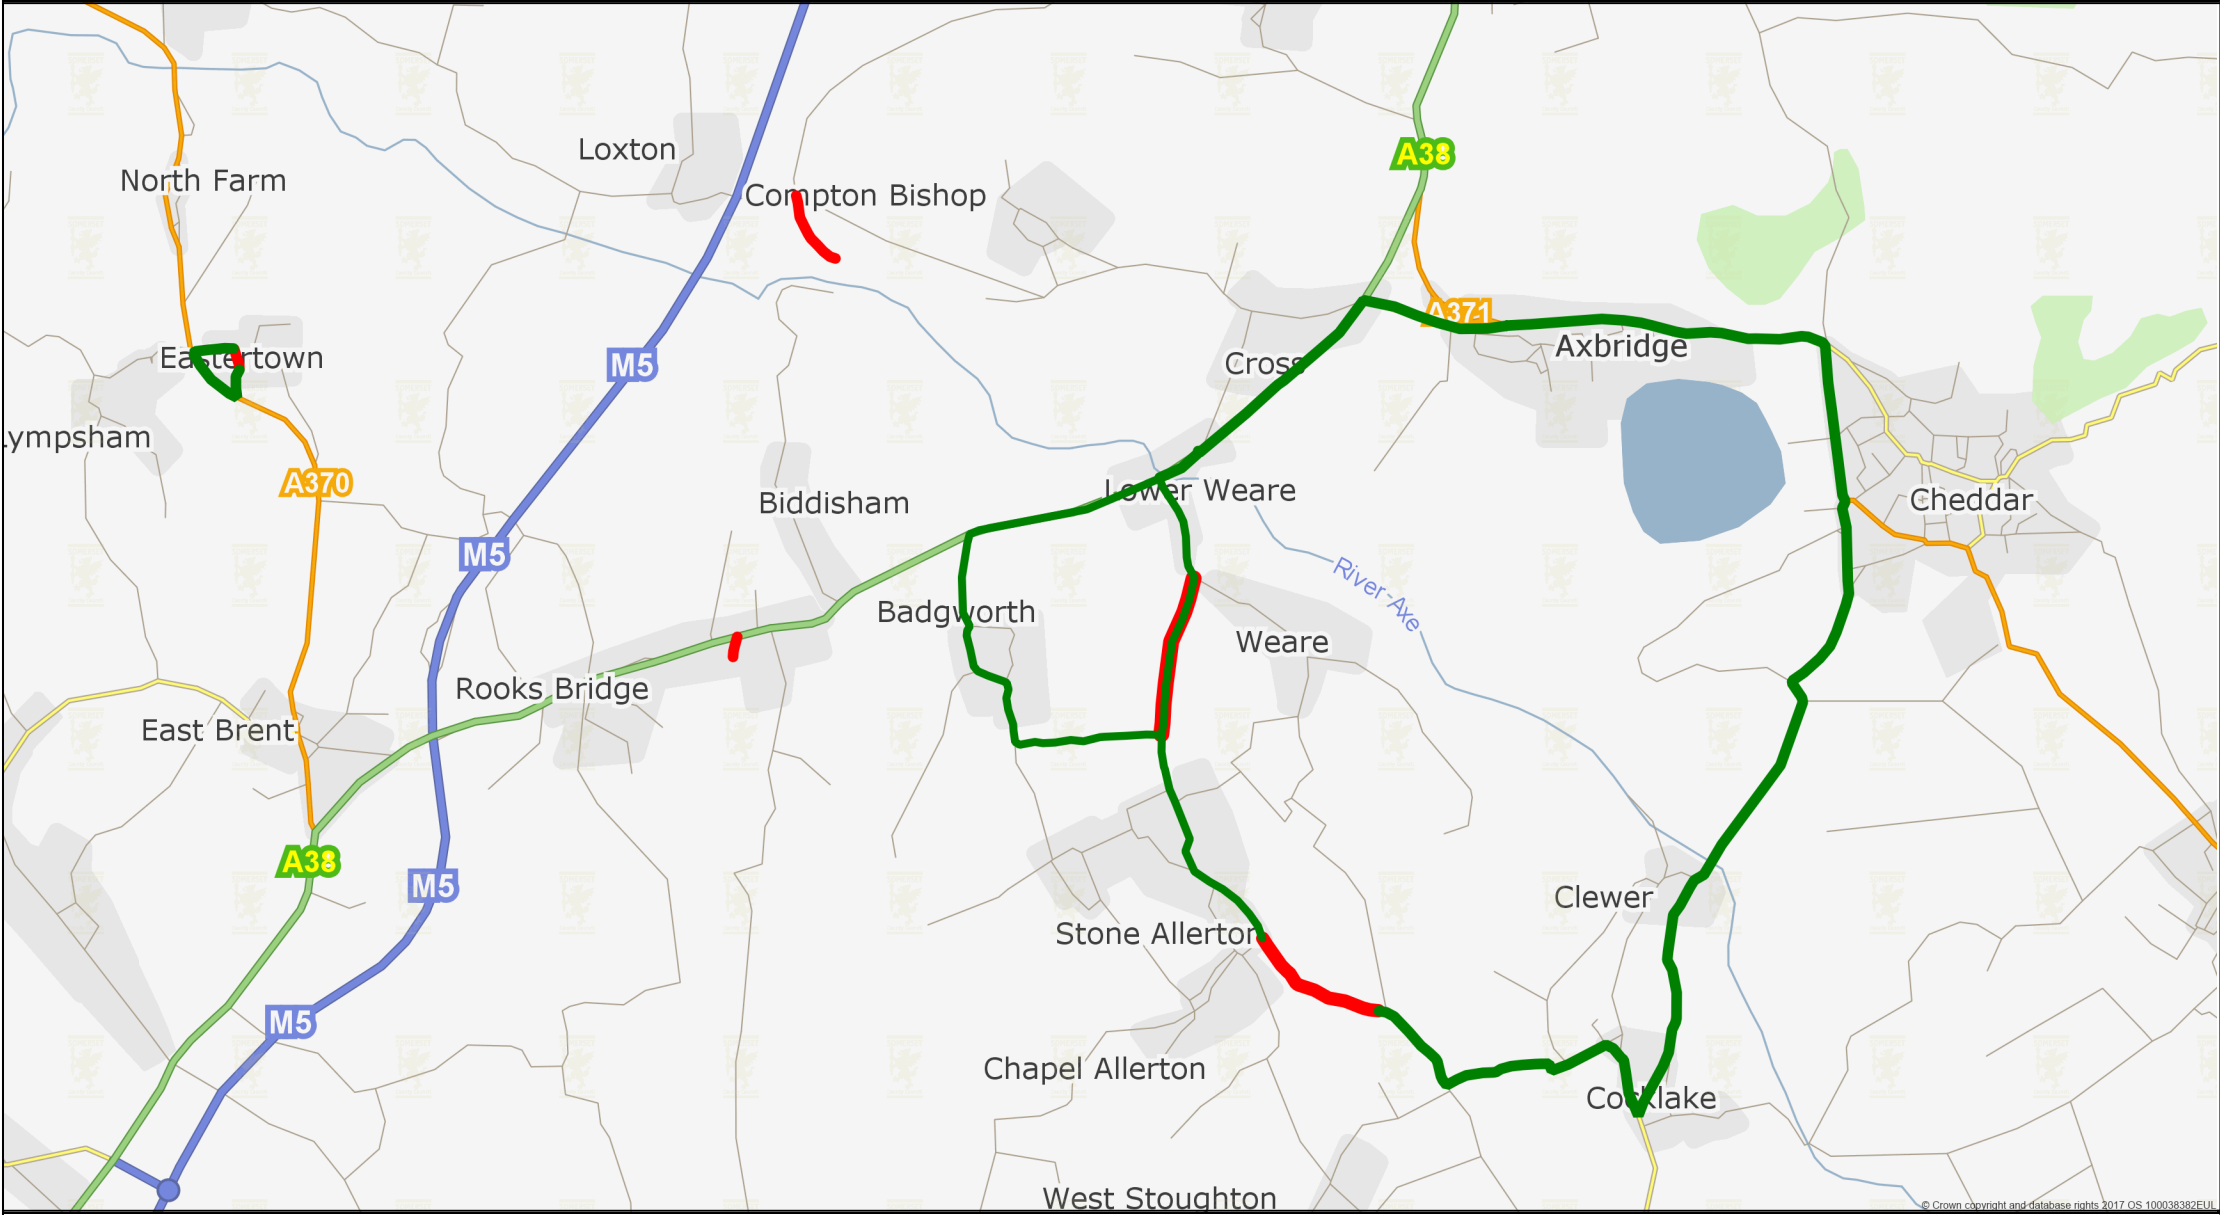 A38
Loxton
North Farm
Compton Bishop
A371
Axbridge
Eastertown
M5
Cross
Lympsham
A370
Biddisham
Lower Weare
Cheddar
M5
River-Axe
Badgworth
Weare
Rooks Bridge
East Brent
A38
M5
Clewer
Stone Allerton
M5
Chapel Allerton
Cocklake
West Stoughton
© Crown copyright and database rights 2017 OS 100038382EUL